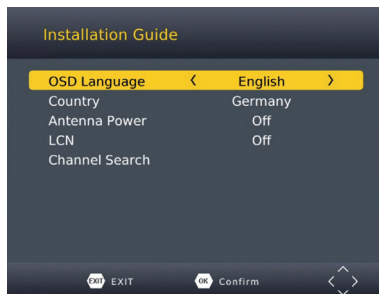 Installation Guide
OSD Language < English >
Country Germany
Antenna Power Off
LCN Off
Channel Search
EXIT EXIT OK Confirm